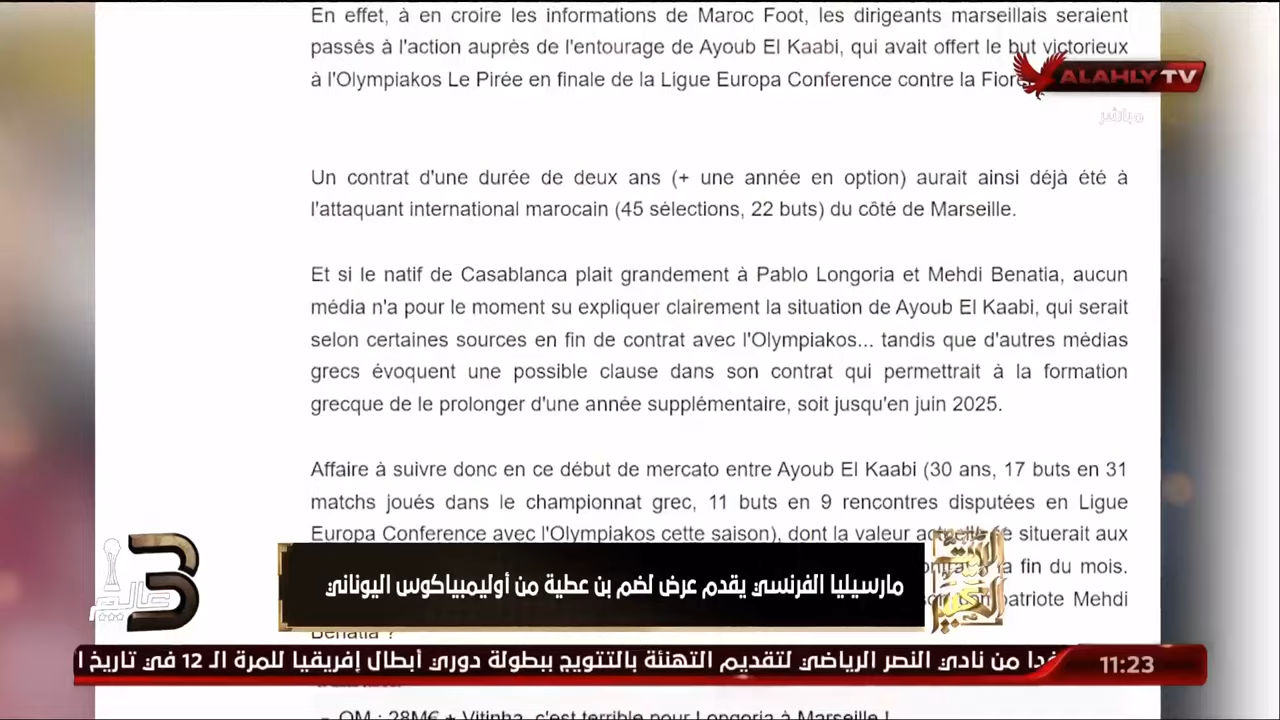 En effet, à en croire les informations de Maroc Foot, les dirigeants marseillais seraient
passés à l'action auprès de l'entourage de Ayoub El Kaabi, qui avait offert le but victorieux
à l'Olympiakos Le Pirée en finale de la Ligue Europa Conference contre la
ALAHLY TV
مباشر
Un contrat d'une durée de deux ans (+ une année en option) aurait ainsi déjà été à
l'attaquant international marocain (45 sélections, 22 buts) du côté de Marseille.
Et si le natif de Casablanca plait grandement à Pablo Longoria et Mehdi Benatia, aucun
média n'a pour le moment su expliquer clairement la situation de Ayoub El Kaabi, qui serait
selon certaines sources en fin de contrat avec l'Olympiakos... tandis que d'autres médias
grecs évoquent une possible clause dans son contrat qui permettrait à la formation
grecque de le prolonger d'une année supplémentaire, soit jusqu'en juin 2025.
Affaire à suivre donc en ce début de mercato entre Ayoub El Kaabi (30 ans, 17 buts en 31
matchs joués dans le championnat grec, 11 buts en 9 rencontres disputées en Ligue
Europa Conference avec l'Olympiakos cette saison), dont la valeur actuelle se situerait aux
la fin du mois.
Mehdi
Benatia ?
3
عالم
مارسيليا الفرنسي يقدم عرض لضم بن عطية من أوليمبياكوس اليوناني
من نادي النصر الرياضي لتقديم التهنئة بالتتويج ببطولة دوري أبطال إفريقيا للمرة الـ 12 في تاريخ
11:23
– OM : 28M€ + Vitinha, c'est terrible pour Longoria à Marseille !